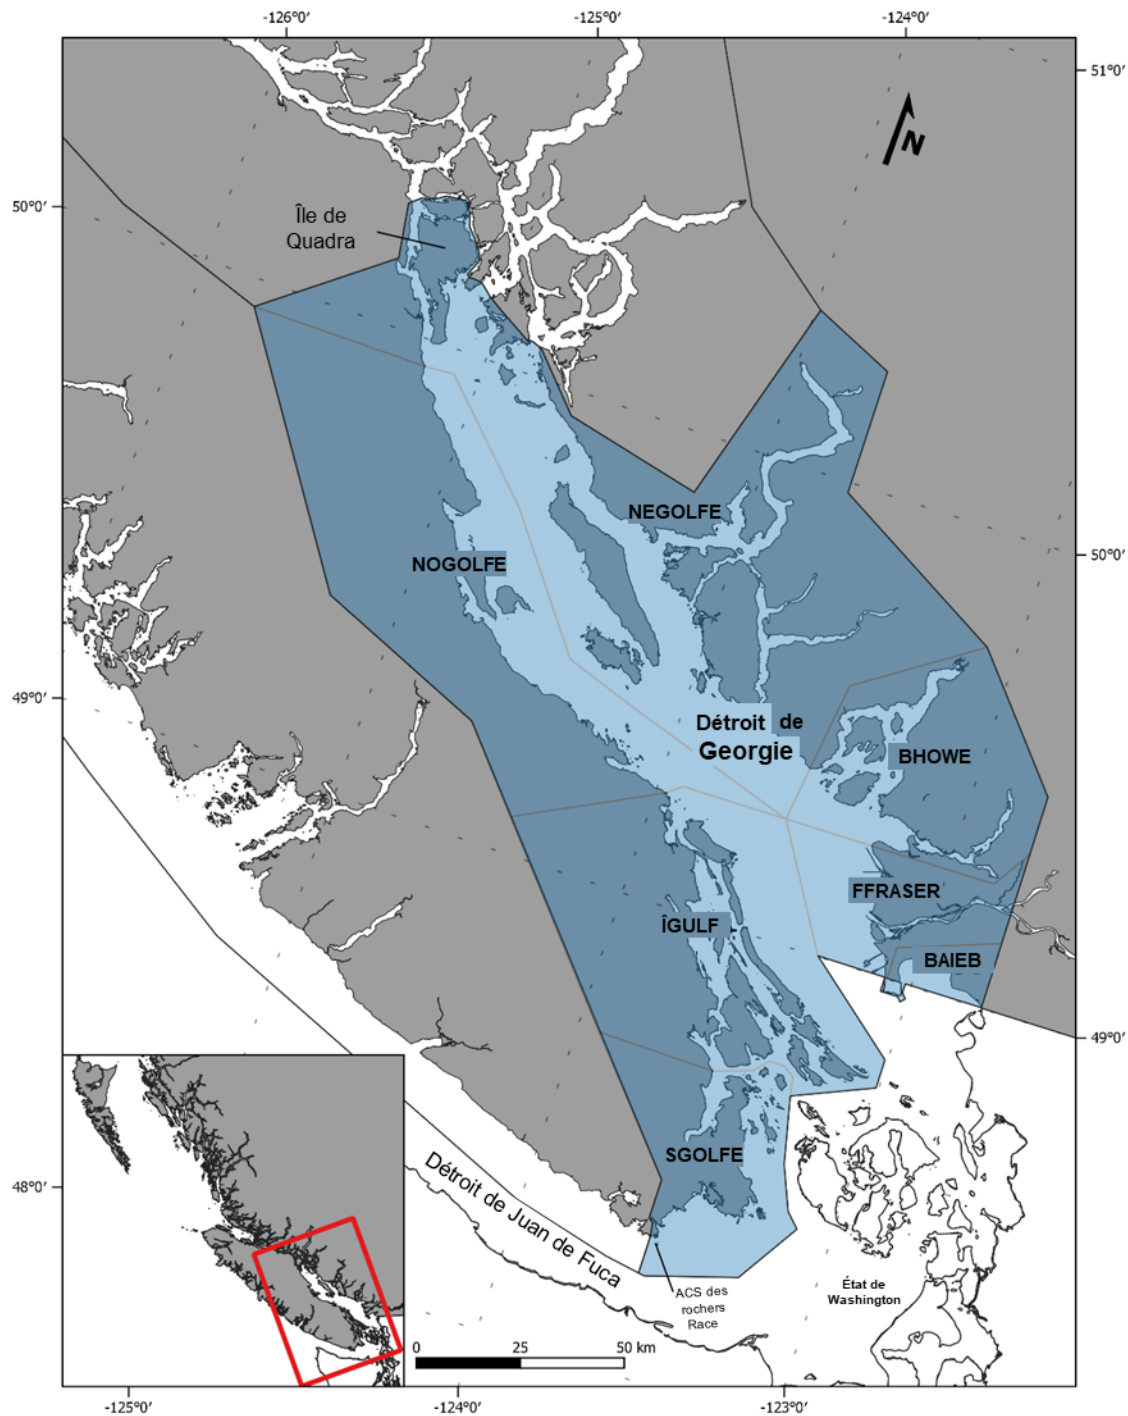 -126°0′
-125°0′
-124°0′
51°0′
N
50°0′
Île de
Quadra
NEGOLFE
50°0′
NOGOLFE
49°0′
Détroit de
Georgie
BHOWE
FFRASER
ÎGULF
BAIEB
49°0′
SGOLFE
48°0′
Détroit de Juan de Fuca
ACS des
rochers
Race
État de
Washington
0 25 50 km
-125°0′
-124°0′
-123°0′